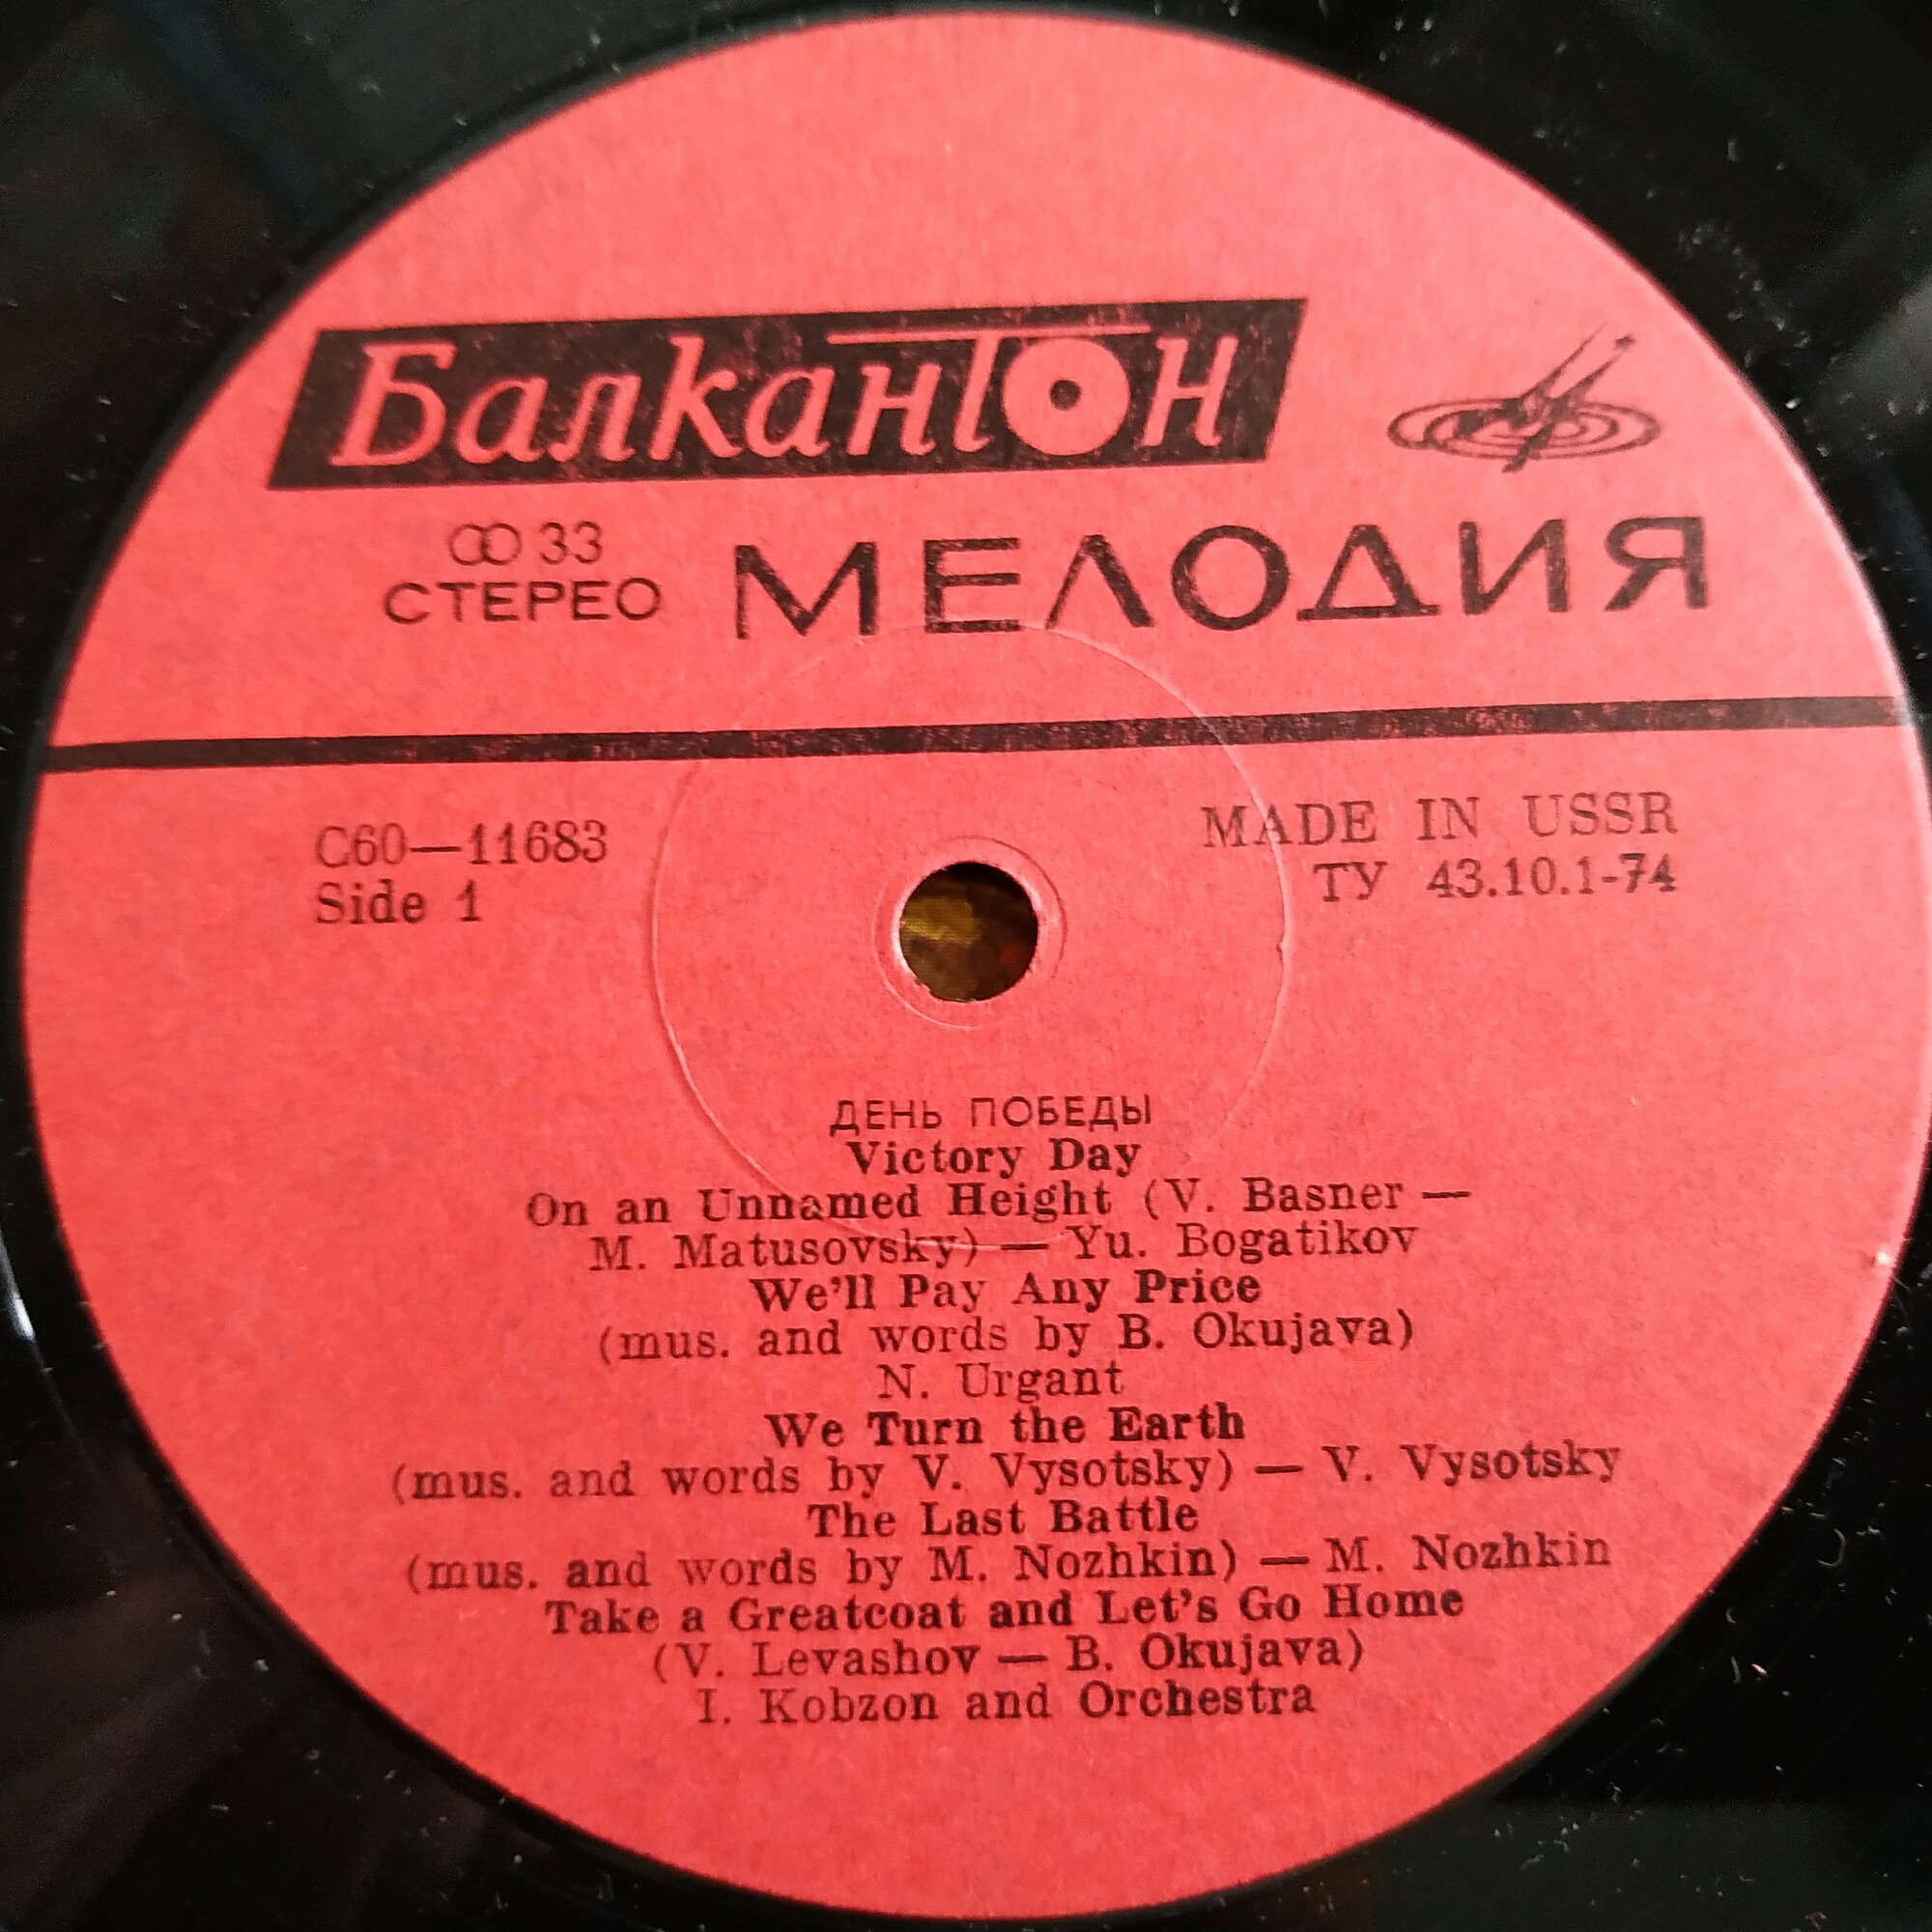 Балкантон
33
СТЕРЕО
МЕЛОДИЯ
С60—11683
Side 1
MADE IN USSR
ТУ 43.10.1-74
ДЕНЬ ПОБЕДЫ
Victory Day
On an Unnamed Height (V. Basner —
M. Matusovsky) — Yu. Bogatikov
We'll Pay Any Price
(mus. and words by B. Okujava)
N. Urgant
We Turn the Earth
(mus. and words by V. Vysotsky) — V. Vysotsky
The Last Battle
(mus. and words by M. Nozhkin) — M. Nozhkin
Take a Greatcoat and Let's Go Home
(V. Levashov — B. Okujava)
I. Kobzon and Orchestra